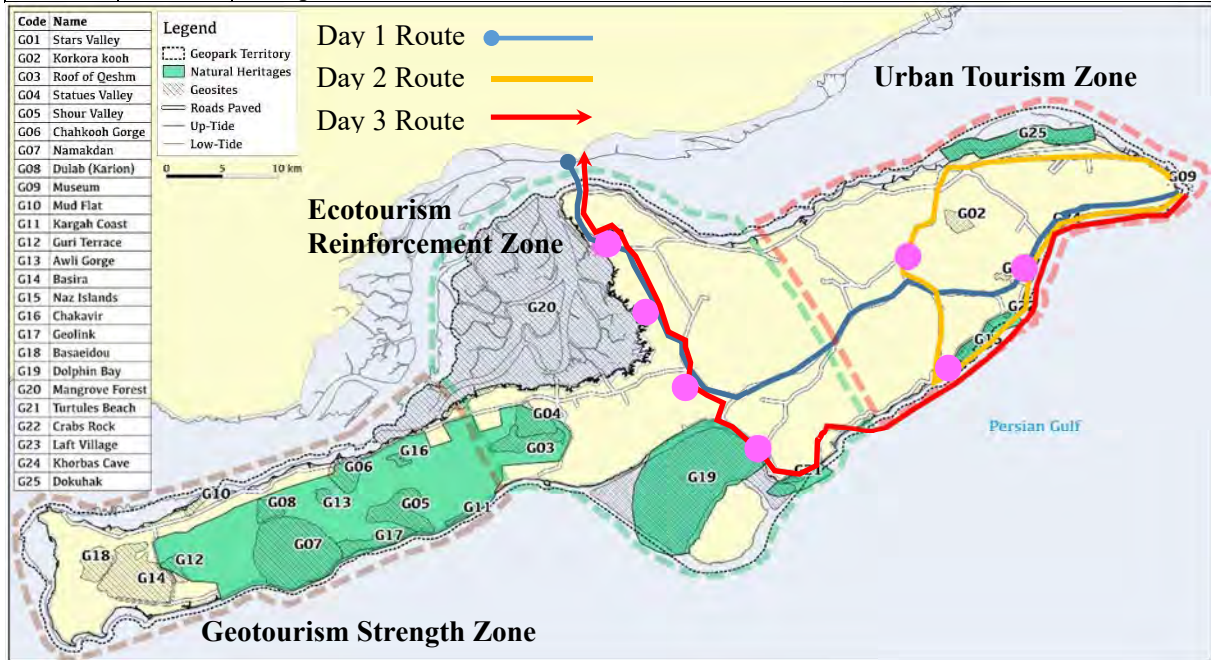 Code Name
G01 Stars Valley
G02 Korkora kooh
G03 Roof of Qeshm
G04 Statues Valley
G05 Shour Valley
G06 Chahkooh Gorge
G07 Namakdan
G08 Dulab (Karion)
G09 Museum
G10 Mud Flat
G11 Kargah Coast
G12 Guri Terrace
G13 Awli Gorge
G14 Basira
G15 Naz Islands
G16 Chakavir
G17 Geolink
G18 Basaeidou
G19 Dolphin Bay
G20 Mangrove Forest
G21 Turtules Beach
G22 Crabs Rock
G23 Laft Village
G24 Khorbas Cave
G25 Dokuhak
Legend
Geopark Territory
Natural Heritages
Geosites
Roads Paved
Up-Tide
Low-Tide
0 5 10 km
Day 1 Route
Day 2 Route
Day 3 Route
Urban Tourism Zone
Ecotourism
Reinforcement Zone
Geotourism Strength Zone
Persian Gulf
G25
G09
G02
G20
G04
G03
G16
G06
G10
G08
G13
G05
G19
G11
G17
G07
G12
G18
G14